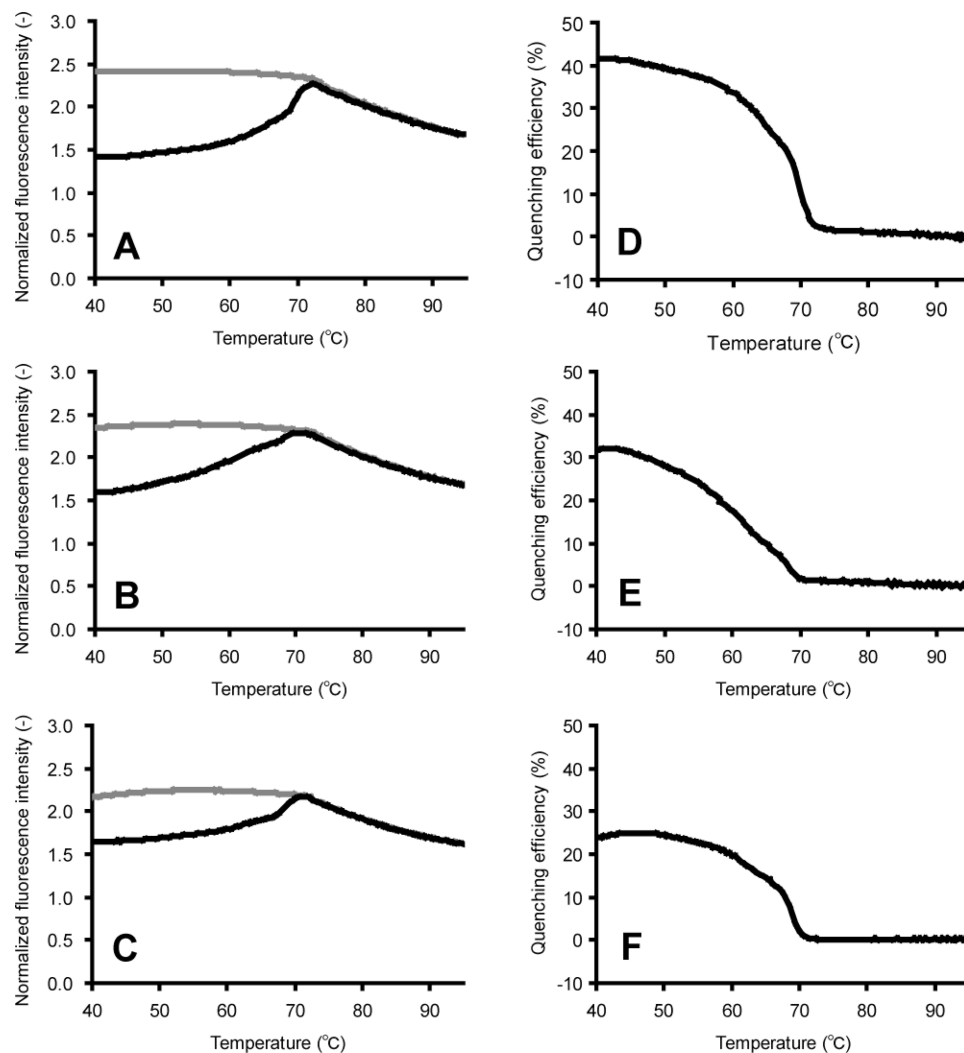 Normalized fluorescence intensity (-)
3.0
2.5
2.0
1.5
1.0
0.5
0.0
A
40 50 60 70 80 90
Temperature (°C)
Quenching efficiency (%)
50
40
30
20
10
0
-10
D
40 50 60 70 80 90
Temperature (°C)
Normalized fluorescence intensity (-)
3.0
2.5
2.0
1.5
1.0
0.5
0.0
B
40 50 60 70 80 90
Temperature (°C)
Quenching efficiency (%)
50
40
30
20
10
0
-10
E
40 50 60 70 80 90
Temperature (°C)
Normalized fluorescence intensity (-)
3.0
2.5
2.0
1.5
1.0
0.5
0.0
C
40 50 60 70 80 90
Temperature (°C)
Quenching efficiency (%)
50
40
30
20
10
0
-10
F
40 50 60 70 80 90
Temperature (°C)